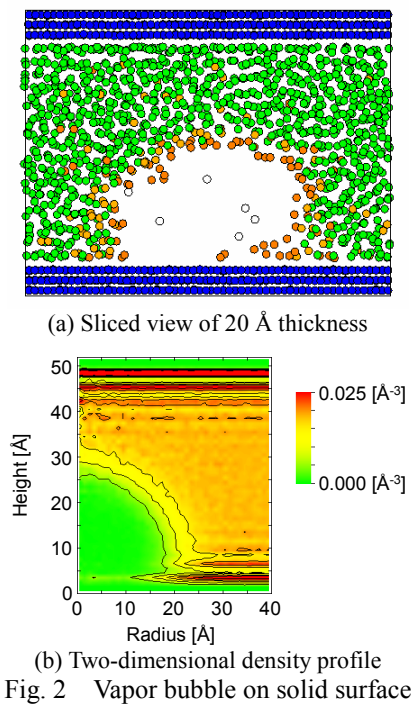 (a) Sliced view of 20 Å thickness
50
40
30
20
10
0
Height [Å]
0 10 20 30 40
Radius [Å]
0.025 [Å⁻³]
0.000 [Å⁻³]
(b) Two-dimensional density profile
Fig. 2 Vapor bubble on solid surface